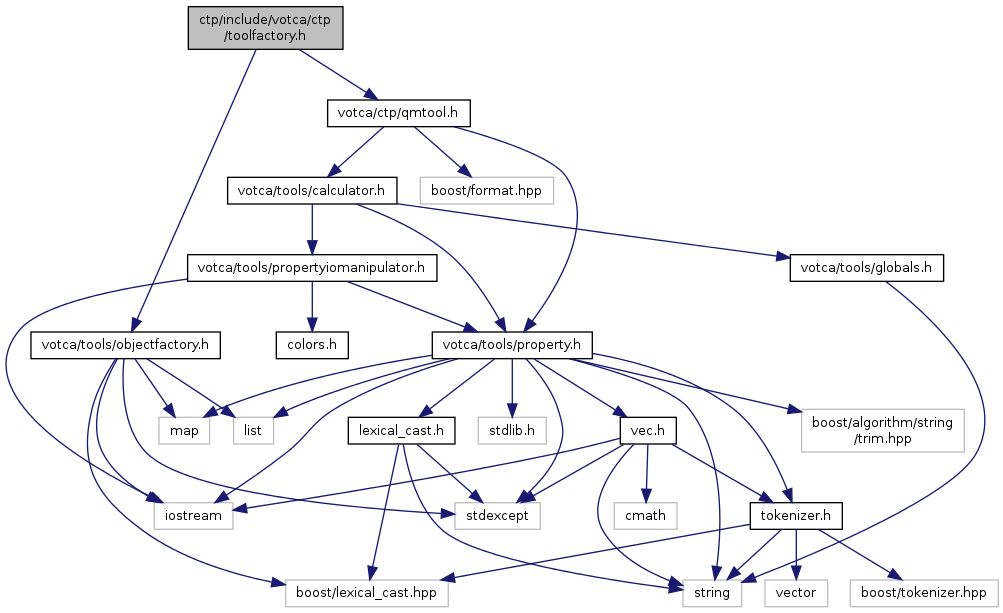 ctp/include/votca/ctp
/toolfactory.h
votca/ctp/qmtool.h
votca/tools/calculator.h
boost/format.hpp
votca/tools/propertyiomanipulator.h
votca/tools/globals.h
votca/tools/objectfactory.h
colors.h
votca/tools/property.h
map
list
lexical_cast.h
stdlib.h
vec.h
boost/algorithm/string
/trim.hpp
iostream
stdexcept
cmath
tokenizer.h
boost/lexical_cast.hpp
string
vector
boost/tokenizer.hpp